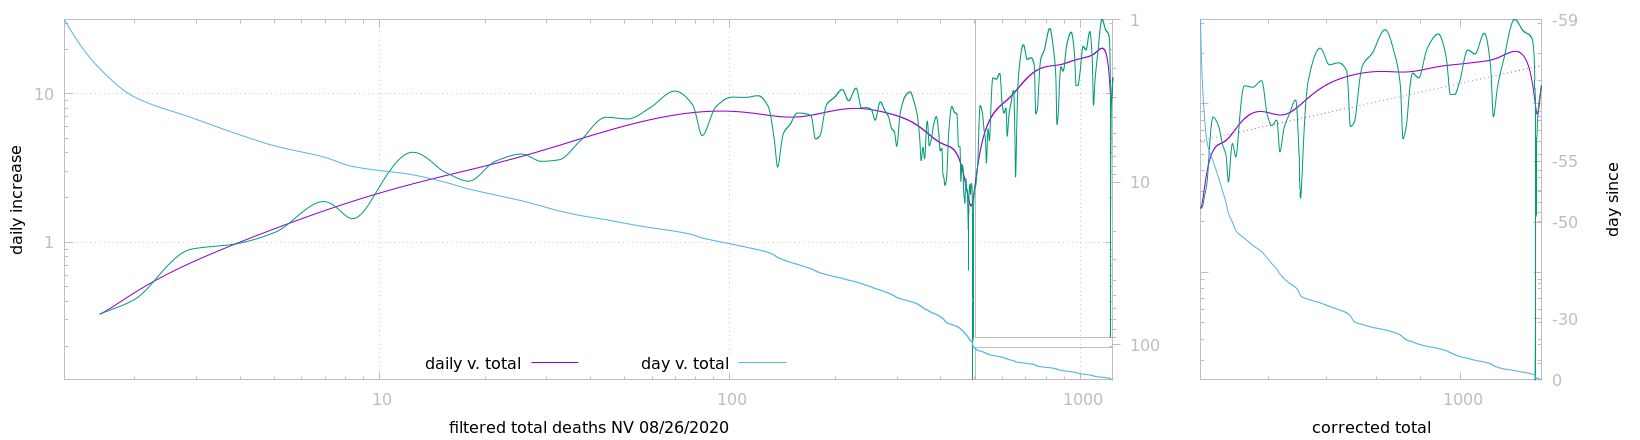 daily increase
10
1
daily v. total
day v. total
10
100
1000
filtered total deaths NV 08/26/2020
1
10
100
1000
corrected total
-59
-55
-50
-30
0
day since